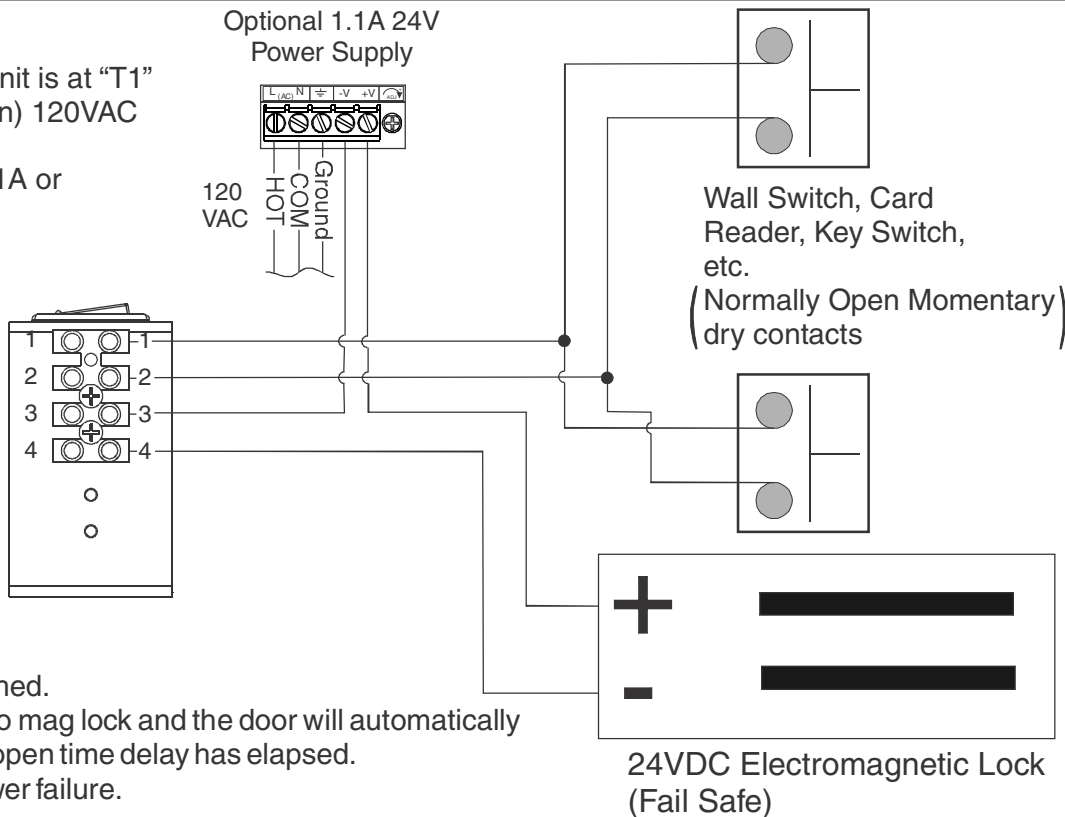 Optional 1.1A 24V
Power Supply
nit is at “T1”
n) 120VAC
1A or
L (AC) N -V +V ADJ
120
VAC
HOT
COM
Ground
Wall Switch, Card
Reader, Key Switch,
etc.
(Normally Open Momentary)
dry contacts
1 1
2 2
3 3
4 4
+
-
24VDC Electromagnetic Lock
(Fail Safe)
ned.
o mag lock and the door will automatically
open time delay has elapsed.
wer failure.